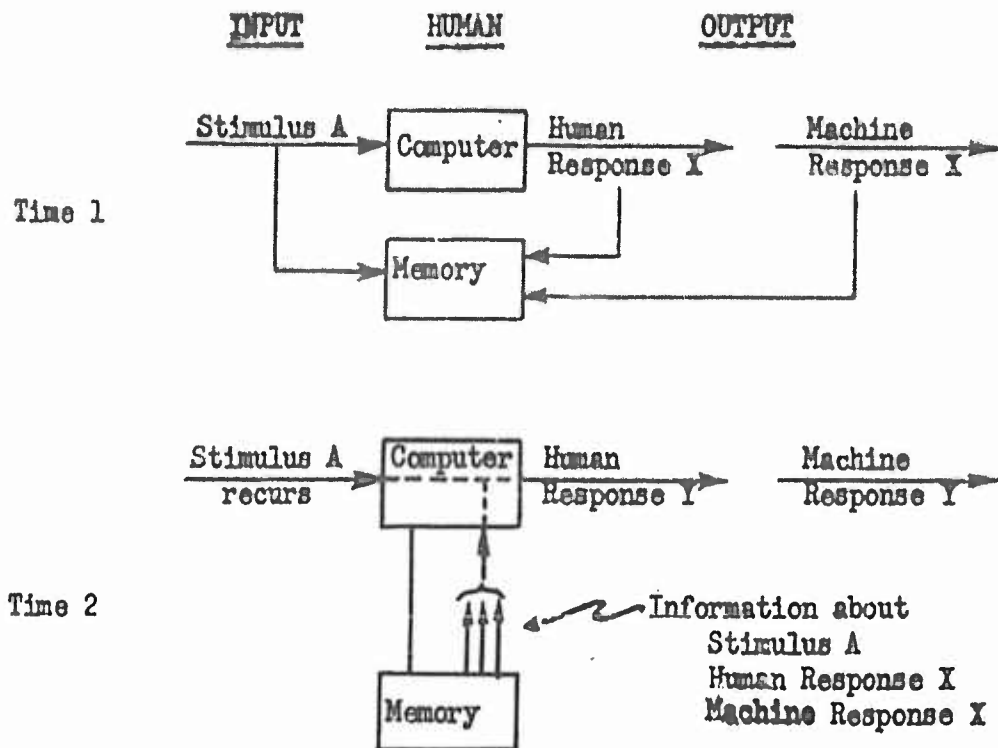 INPUT HUMAN OUTPUT
Stimulus A Computer Human Machine
Response X Response X
Time 1
Memory
Stimulus A Computer Human Machine
recurs Response Y Response Y
Time 2
Information about
Stimulus A
Human Response X
Memory Machine Response X